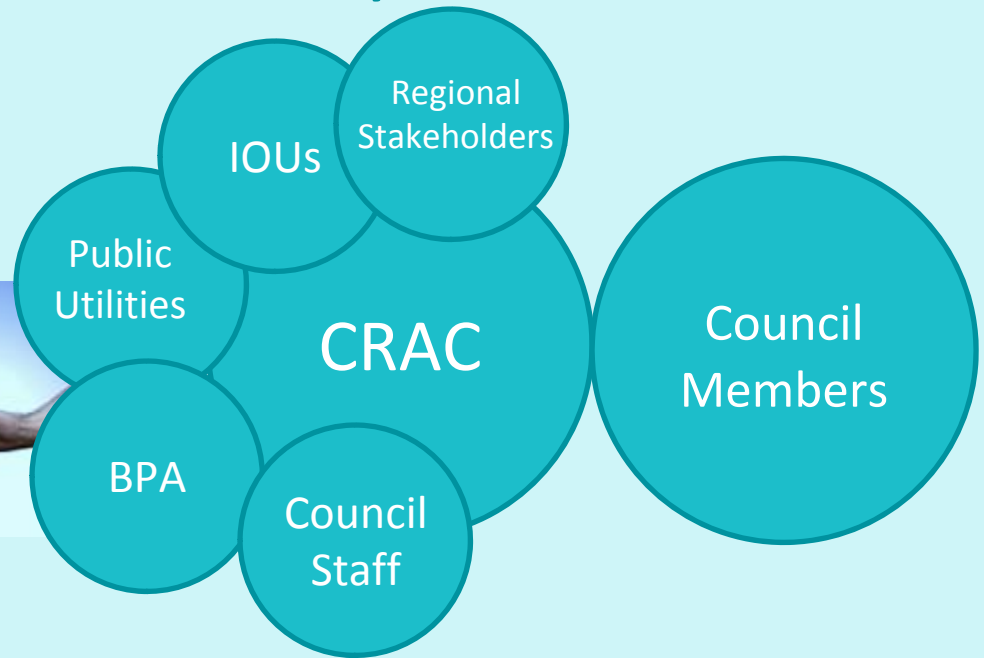 Regional
Stakeholders
IOUs
Public
Utilities
CRAC
Council
Members
BPA
Council
Staff